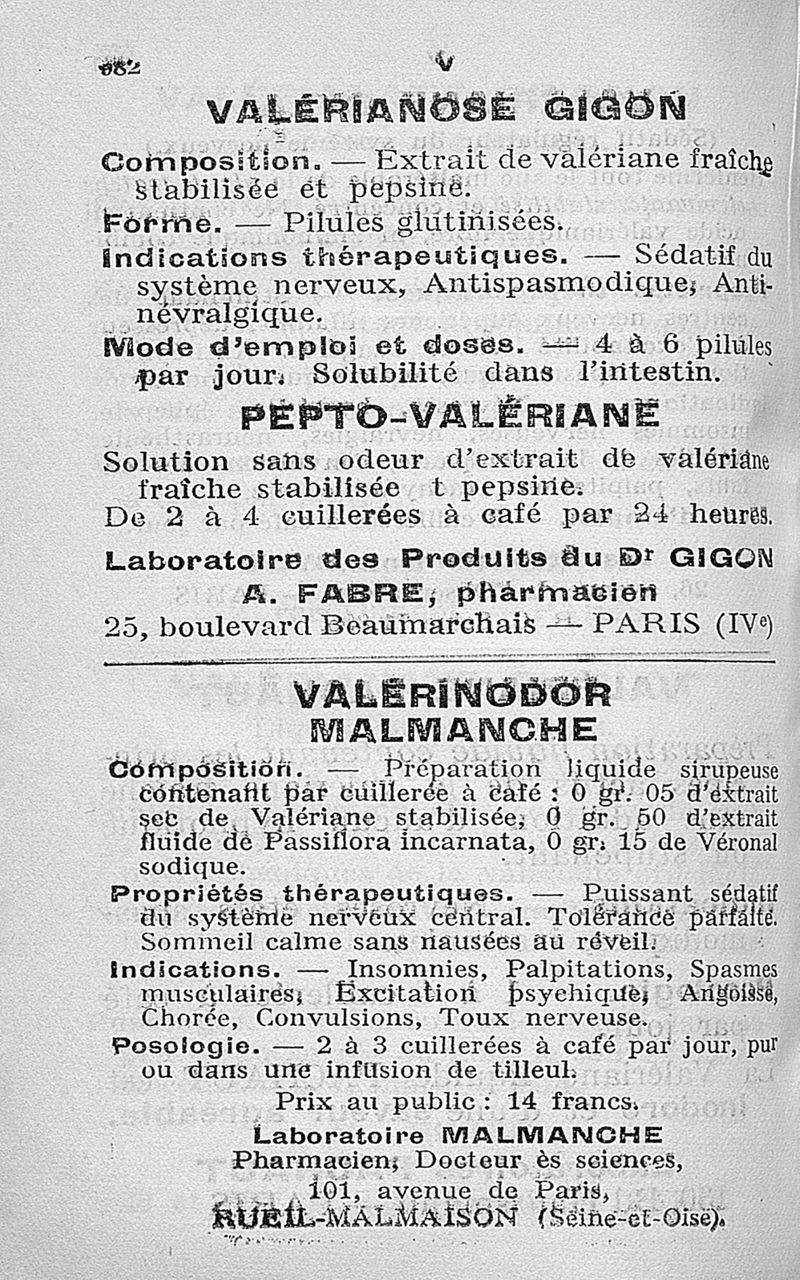 682
V
VALÉRIANOSE GIGON
Composition. — Extrait de valériane fraîche
stabilisée et pepsine.
Forme. — Pilules glutinisées.
Indications thérapeutiques. — Sédatif du
système nerveux, Antispasmodique, Anti-
névralgique.
Mode d'emploi et doses. — 4 à 6 pilules
par jour. Solubilité dans l'intestin.
PEPTO-VALÉRIANE
Solution sans odeur d'extrait de valériane
fraîche stabilisée t pepsine.
De 2 à 4 cuillerées à café par 24 heures.
Laboratoire des Produits du Dr GIGON
A. FABRE, pharmacien
25, boulevard Beaumarchais — PARIS (IVe)
VALÉRINODOR
MALMANCHE
Composition. — Préparation liquide sirupeuse
contenant par cuillerée à café : 0 gr. 05 d'extrait
sec de Valériane stabilisée, 0 gr. 50 d'extrait
fluide de Passiflora incarnata, 0 gr. 15 de Véronal
sodique.
Propriétés thérapeutiques. — Puissant sédatif
du système nerveux central. Tolérance parfaite.
Sommeil calme sans nausées au réveil.
Indications. — Insomnies, Palpitations, Spasmes
musculaires, Excitation psychique, Angoisse,
Chorée, Convulsions, Toux nerveuse.
Posologie. — 2 à 3 cuillerées à café par jour, pur
ou dans une infusion de tilleul.
Prix au public : 14 francs.
Laboratoire MALMANCHE
Pharmacien, Docteur ès sciences,
101, avenue de Paris,
RUEIL-MALMAISON (Seine-et-Oise).